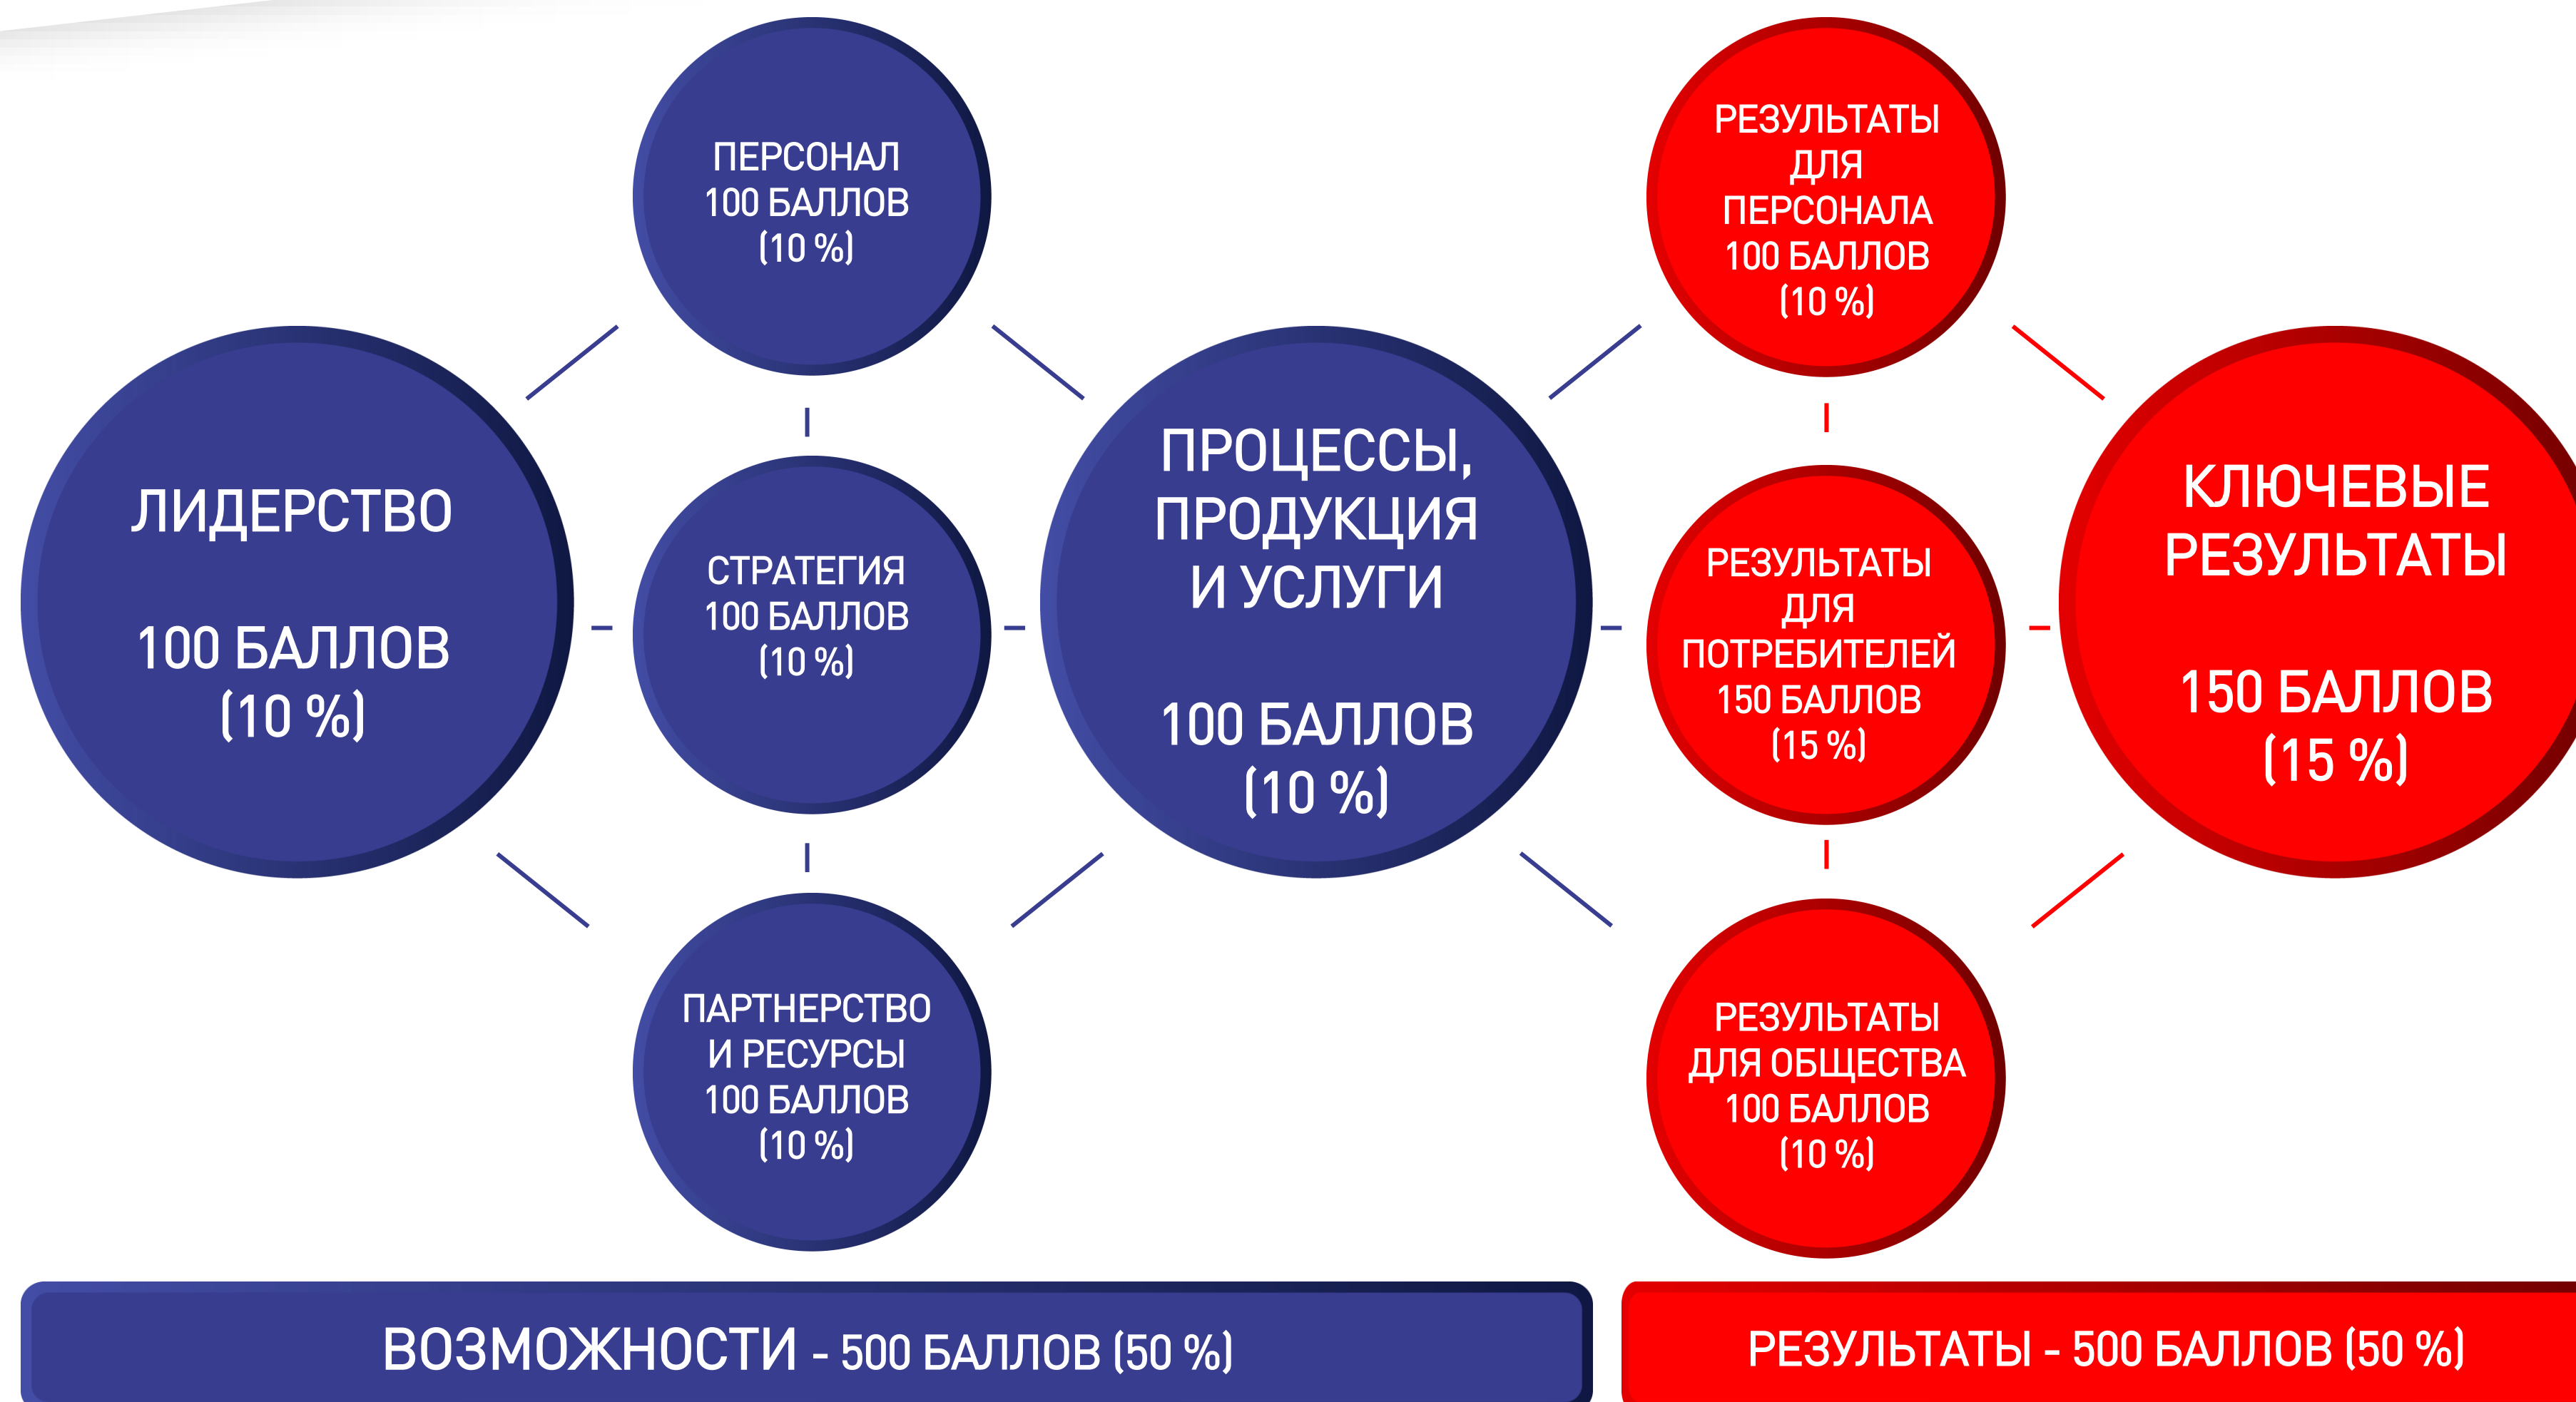 ЛИДЕРСТВО
100 БАЛЛОВ
(10 %)
ПЕРСОНАЛ
100 БАЛЛОВ
(10 %)
СТРАТЕГИЯ
100 БАЛЛОВ
(10 %)
ПАРТНЕРСТВО
И РЕСУРСЫ
100 БАЛЛОВ
(10 %)
ПРОЦЕССЫ,
ПРОДУКЦИЯ
И УСЛУГИ
100 БАЛЛОВ
(10 %)
РЕЗУЛЬТАТЫ
ДЛЯ
ПЕРСОНАЛА
100 БАЛЛОВ
(10 %)
РЕЗУЛЬТАТЫ
ДЛЯ
ПОТРЕБИТЕЛЕЙ
150 БАЛЛОВ
(15 %)
РЕЗУЛЬТАТЫ
ДЛЯ ОБЩЕСТВА
100 БАЛЛОВ
(10 %)
КЛЮЧЕВЫЕ
РЕЗУЛЬТАТЫ
150 БАЛЛОВ
(15 %)
ВОЗМОЖНОСТИ - 500 БАЛЛОВ (50 %)
РЕЗУЛЬТАТЫ - 500 БАЛЛОВ (50 %)